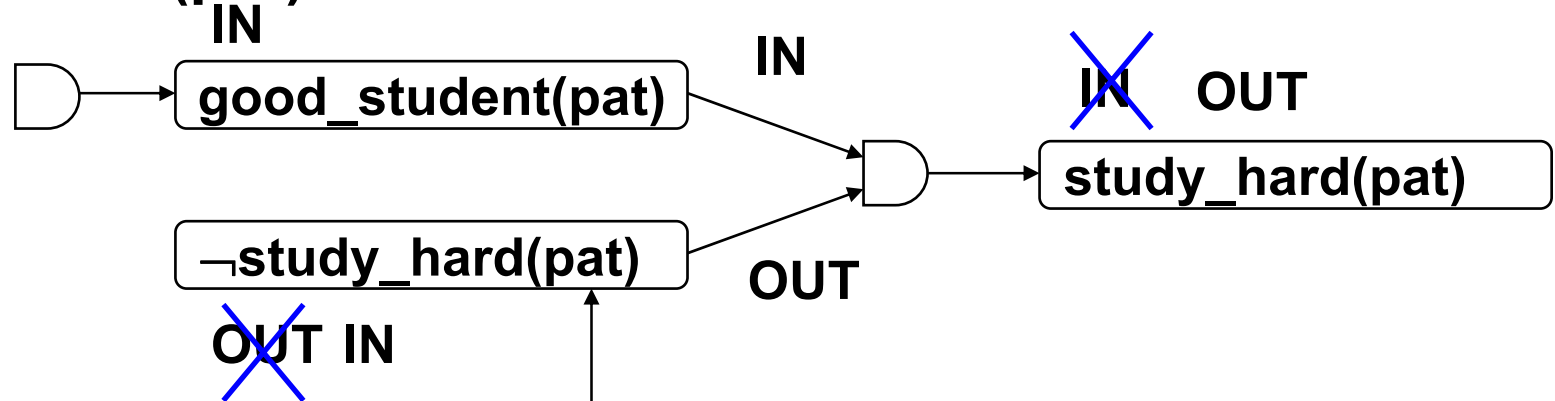 IN
good_student(pat)
IN
IN OUT
study_hard(pat)
¬study_hard(pat)
OUT
OUT IN